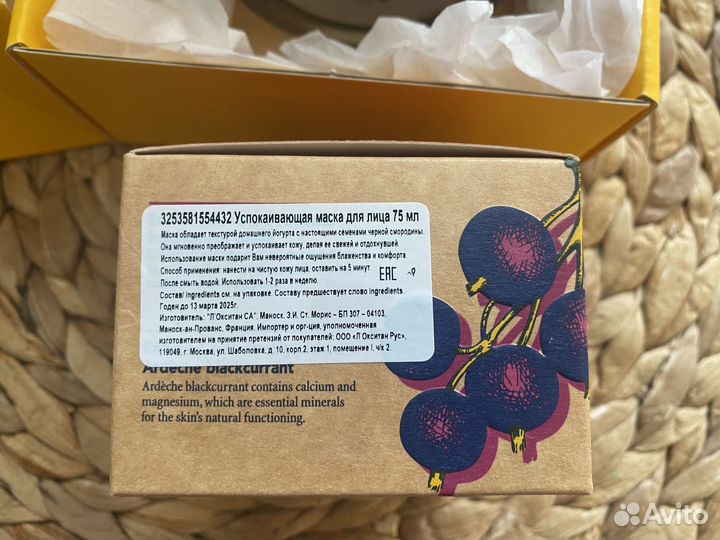 3253581554432 Успокаивающая маска для лица 75 мл
Маска обладает текстурой домашнего йогурта с настоящими семенами черной смородины.
Она мгновенно преображает и успокаивает кожу, делая ее свежей и отдохнувшей.
Использование маски подарит Вам невероятные ощущения блаженства и комфорта.
Способ применения: нанести на чистую кожу лица, оставить на 5 минут.
После смыть водой. Использовать 1-2 раза в неделю.
EAC
Состав/ ingredients см. на упаковке. Составу предшествует слово ingredients.
Годен до 13 марта 2025г.
Изготовитель: "Л'Окситан СА", Маноск, З.И. Ст. Морис – БП 307 – 04103,
Маноск-ан-Прованс, Франция. Импортер и орг-ция, уполномоченная
изготовителем на принятие претензий от покупателей: ООО «Л'Окситан Рус»,
119049, г. Москва, ул. Шаболовка, д. 10, корп.2, этаж 1, помещение I, ч/к 2.
Ardèche blackcurrant
Ardèche blackcurrant contains calcium and
magnesium, which are essential minerals
for the skin's natural functioning.
Avito